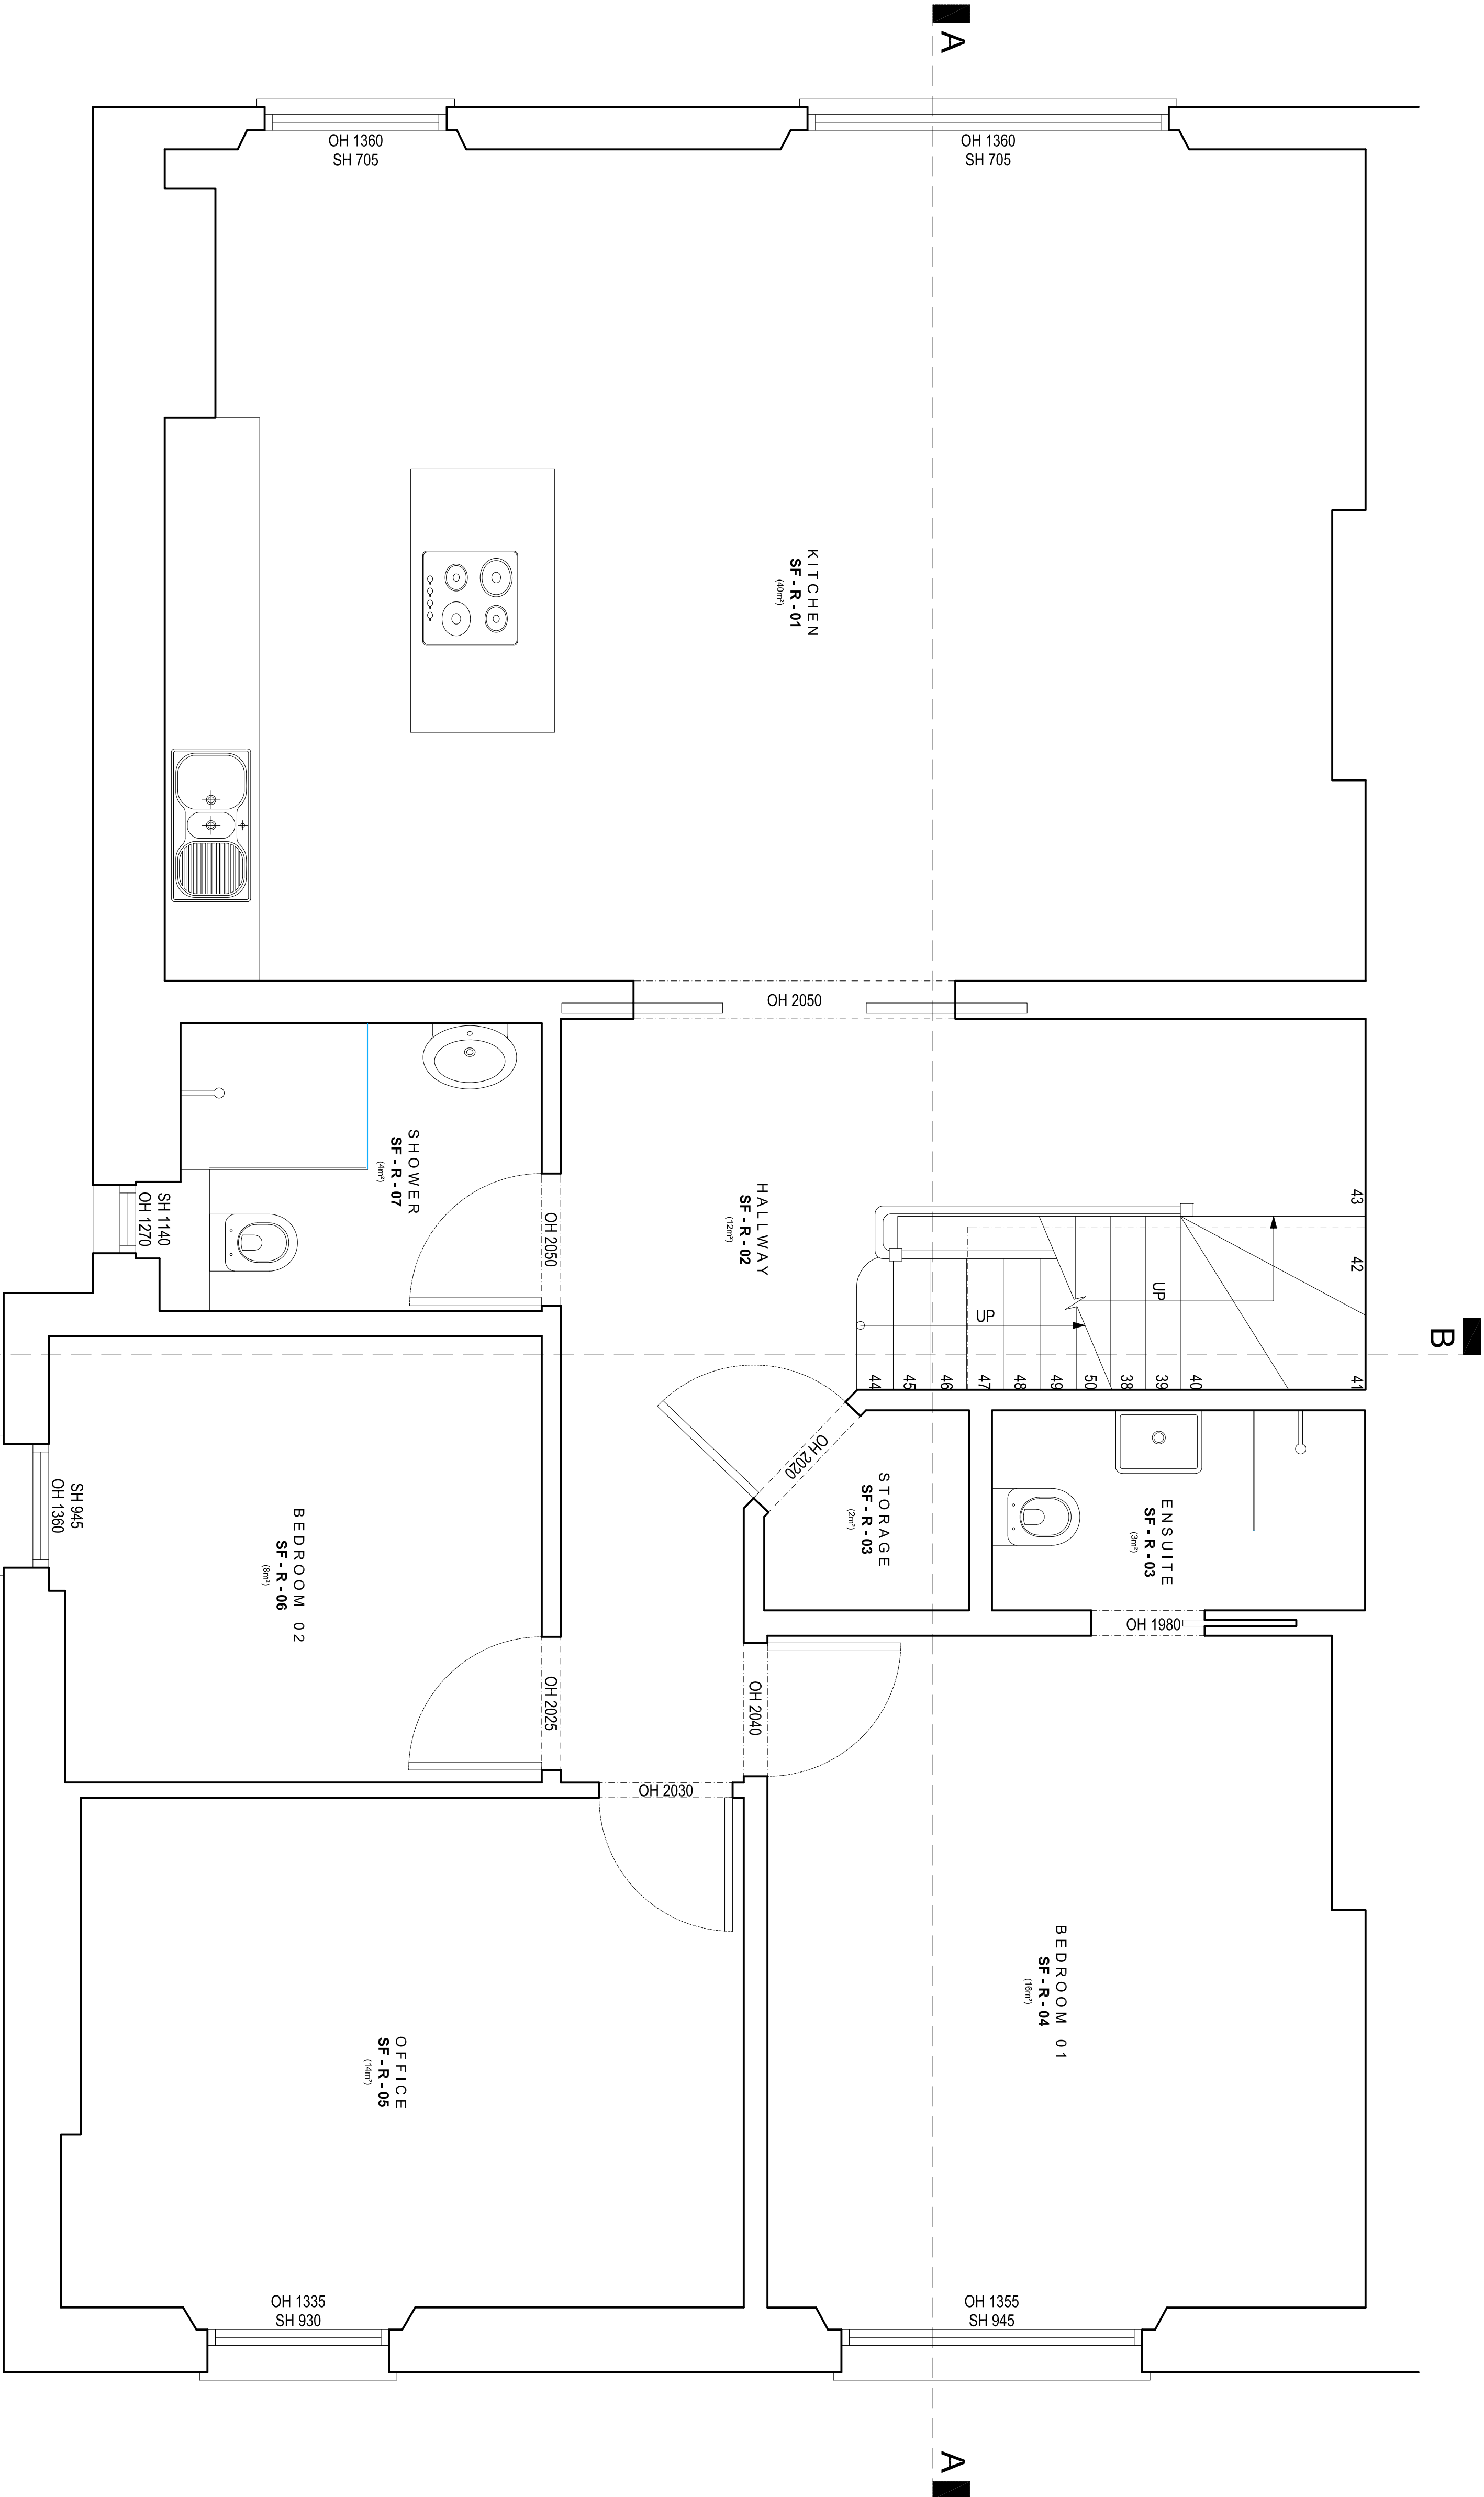 A
OH 1360
SH 705
OH 1360
SH 705
KITCHEN
SF - R - 01
(40m²)
OH 2050
SHOWER
SF - R - 07
(4m²)
SH 1140
OH 1270
OH 2050
HALLWAY
SF - R - 02
(12m²)
43
42
41
UP
UP
44
45
46
47
48
49
50
38
39
40
B
OH 2020
STORAGE
SF - R - 03
(2m²)
ENSUITE
SF - R - 03
(3m²)
OH 1980
SH 945
OH 1360
BEDROOM 02
SF - R - 06
(8m²)
OH 2025
OH 2040
OH 2030
BEDROOM 01
SF - R - 04
(16m²)
OFFICE
SF - R - 05
(14m²)
OH 1335
SH 930
OH 1355
SH 945
A